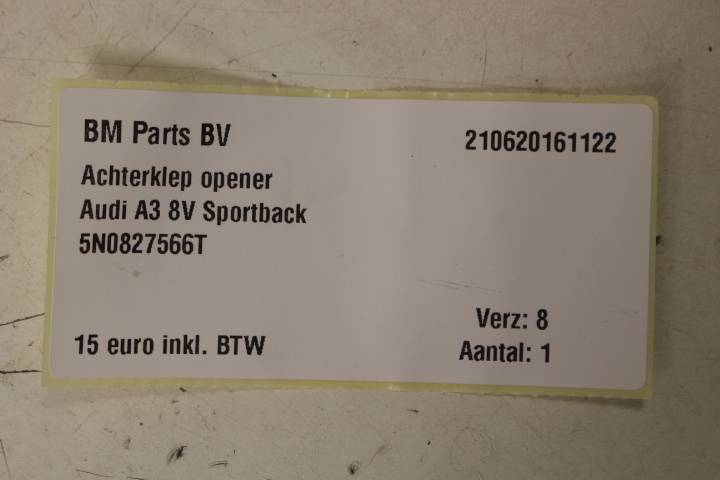 BM Parts BV
210620161122
Achterklep opener
Audi A3 8V Sportback
5N0827566T
Verz: 8
15 euro inkl. BTW
Aantal: 1